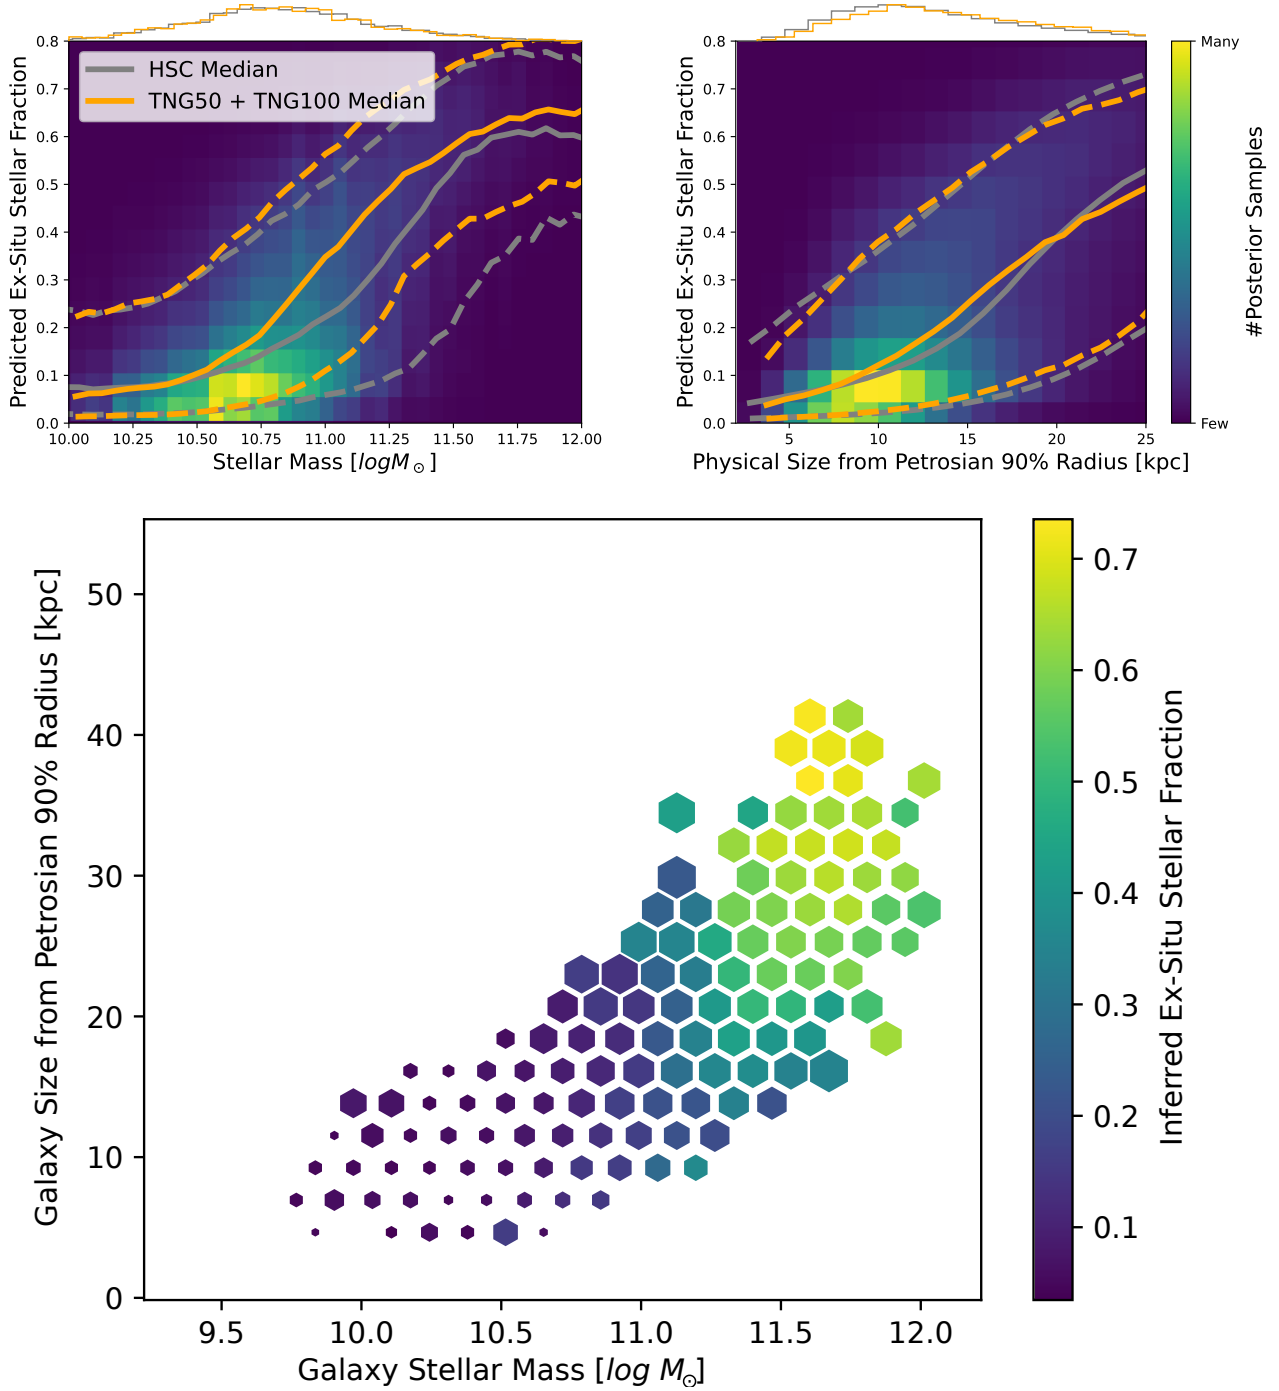 HSC Median
TNG50 + TNG100 Median
Predicted Ex-Situ Stellar Fraction
0.8
0.7
0.6
0.5
0.4
0.3
0.2
0.1
0.0
10.00 10.25 10.50 10.75 11.00 11.25 11.50 11.75 12.00
Stellar Mass [logM⊙]
Predicted Ex-Situ Stellar Fraction
0.8
0.7
0.6
0.5
0.4
0.3
0.2
0.1
0.0
5 10 15 20 25
Physical Size from Petrosian 90% Radius [kpc]
Many
Few
#Posterior Samples
Galaxy Size from Petrosian 90% Radius [kpc]
50
40
30
20
10
0
9.5 10.0 10.5 11.0 11.5 12.0
Galaxy Stellar Mass [log M⊙]
0.7
0.6
0.5
0.4
0.3
0.2
0.1
Inferred Ex-Situ Stellar Fraction